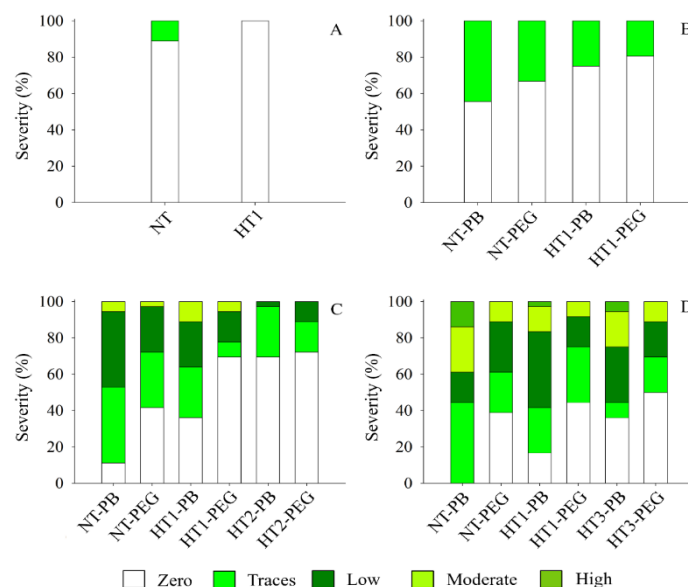 A
Severity (%)
100
80
60
40
20
0
NT
HT1
B
Severity (%)
100
80
60
40
20
0
NT-PB
NT-PEG
HT1-PB
HT1-PEG
C
Severity (%)
100
80
60
40
20
0
NT-PB
NT-PEG
HT1-PB
HT1-PEG
HT2-PB
HT2-PEG
D
Severity (%)
100
80
60
40
20
0
NT-PB
NT-PEG
HT1-PB
HT1-PEG
HT3-PB
HT3-PEG
Zero Traces Low Moderate High